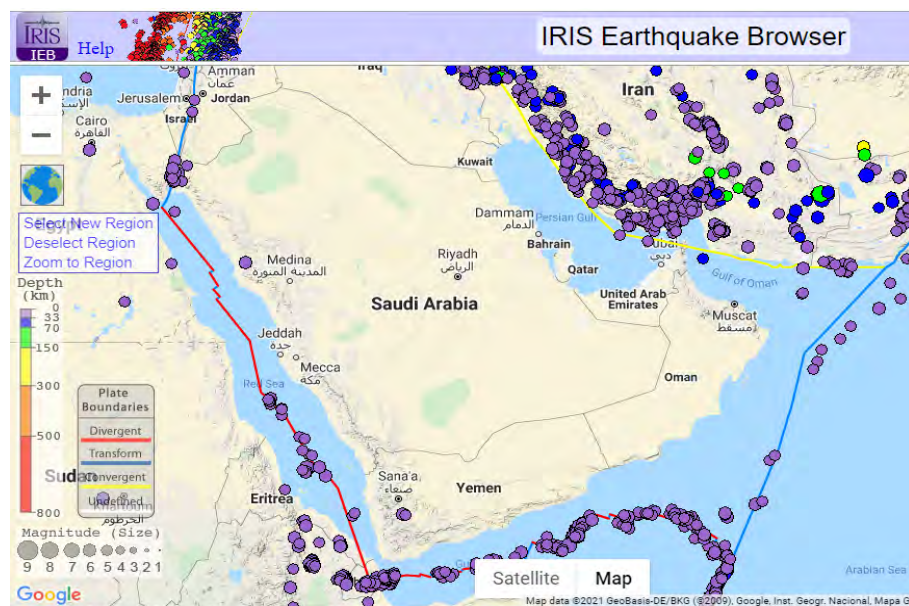 IRIS
IEB
Help
IRIS Earthquake Browser
+
−
Select New Region
Deselect Region
Zoom to Region
Depth
(km)
0
33
70
150
300
500
800
Plate
Boundaries
Divergent
Transform
Convergent
Undefined
Magnitude (Size)
9 8 7 6 5 4 3 2 1
Google
Amman
عمان
Jerusalem
Jordan
Israel
Cairo
القاهرة
Iran
Kuwait
Persian Gulf
Dammam
الدمام
Bahrain
Qatar
دبي
United Arab
Emirates
Gulf of Oman
Muscat
مسقط
Medina
المدينة المنورة
Riyadh
الرياض
Saudi Arabia
Jeddah
جدة
Mecca
مكة
Red Sea
Oman
Sudan
الخرطوم
Eritrea
Sana'a
صنعاء
Yemen
Arabian Sea
Satellite
Map
Map data ©2021 GeoBasis-DE/BKG (©2009), Google, Inst. Geogr. Nacional, Mapa G